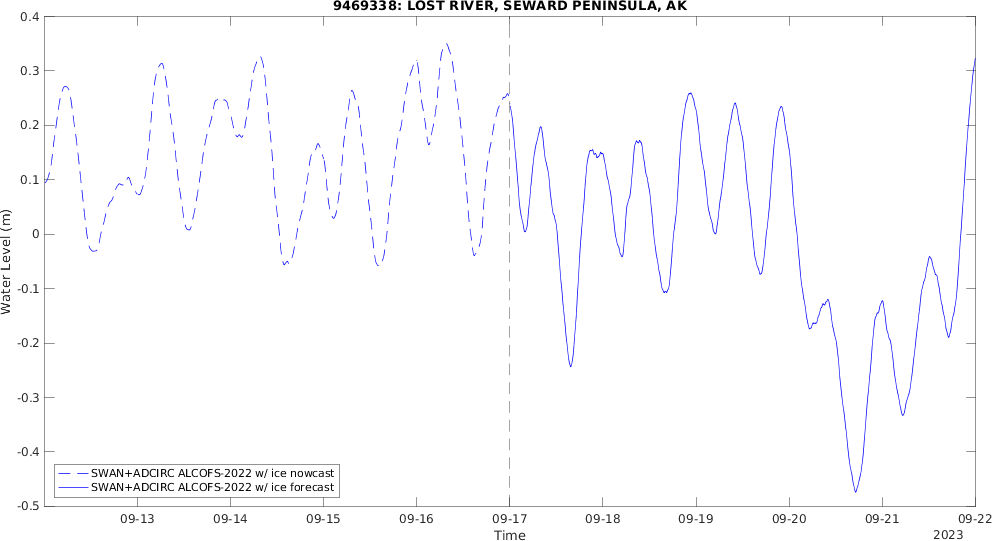 9469338: LOST RIVER, SEWARD PENINSULA, AK
0.4
0.3
0.2
0.1
0
-0.1
-0.2
-0.3
-0.4
-0.5
Water Level (m)
SWAN+ADCIRC ALCOFS-2022 w/ ice nowcast
SWAN+ADCIRC ALCOFS-2022 w/ ice forecast
09-13 09-14 09-15 09-16 09-17 09-18 09-19 09-20 09-21 09-22
Time
2023